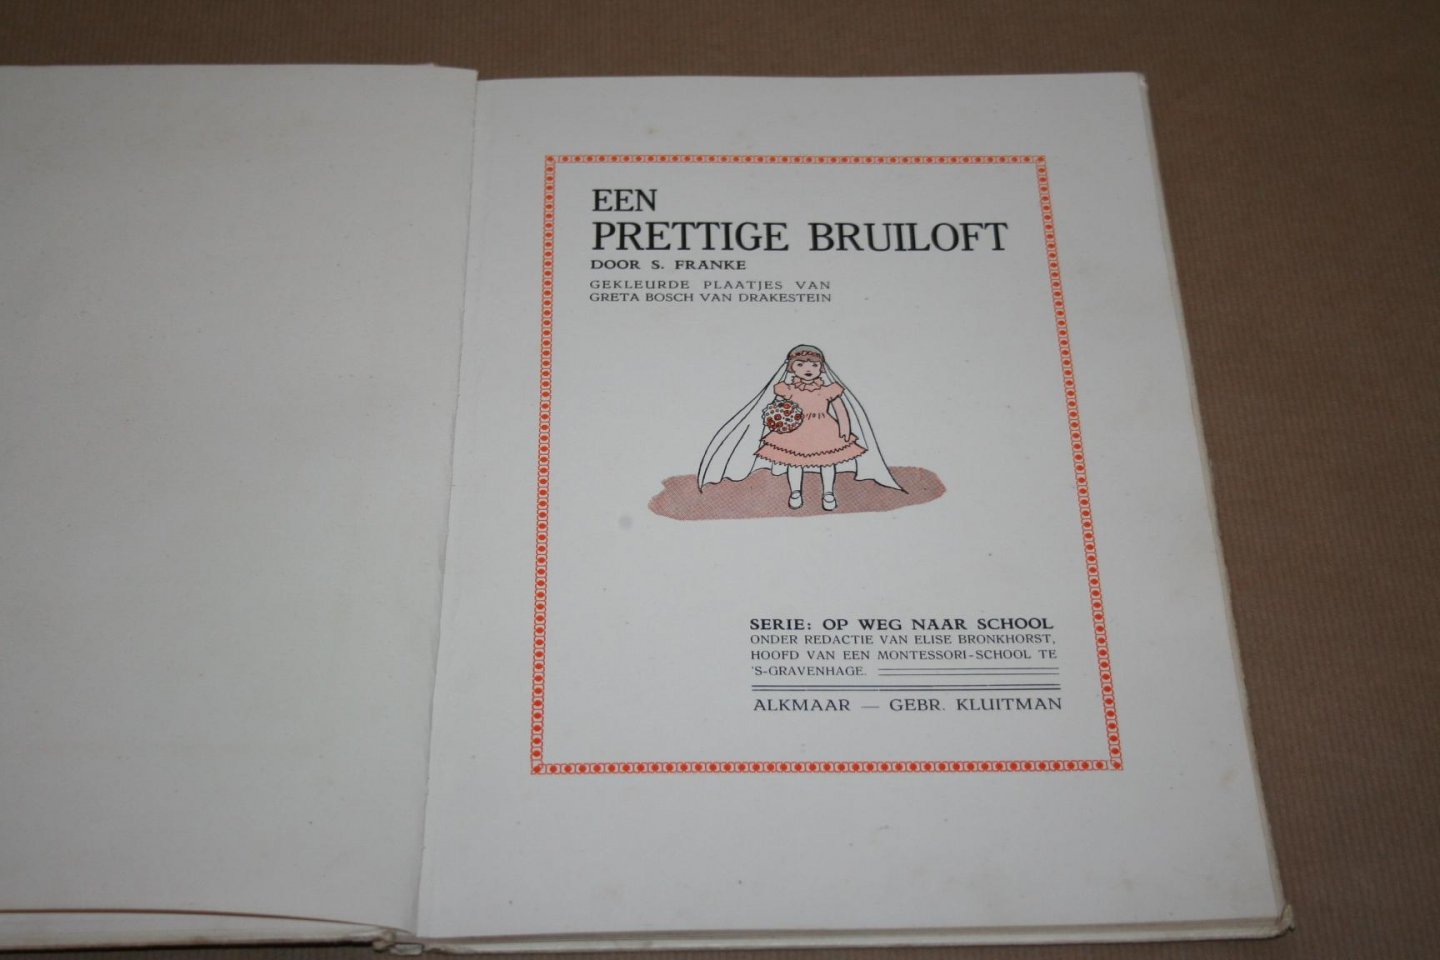 EEN
PRETTIGE BRUILOFT
DOOR S. FRANKE
GEKLEURDE PLAATJES VAN
GRETA BOSCH VAN DRAKESTEIN
SERIE: OP WEG NAAR SCHOOL
ONDER REDACTIE VAN ELISE BRONKHORST,
HOOFD VAN EEN MONTESSORI-SCHOOL TE
'S-GRAVENHAGE.
ALKMAAR — GEBR. KLUITMAN